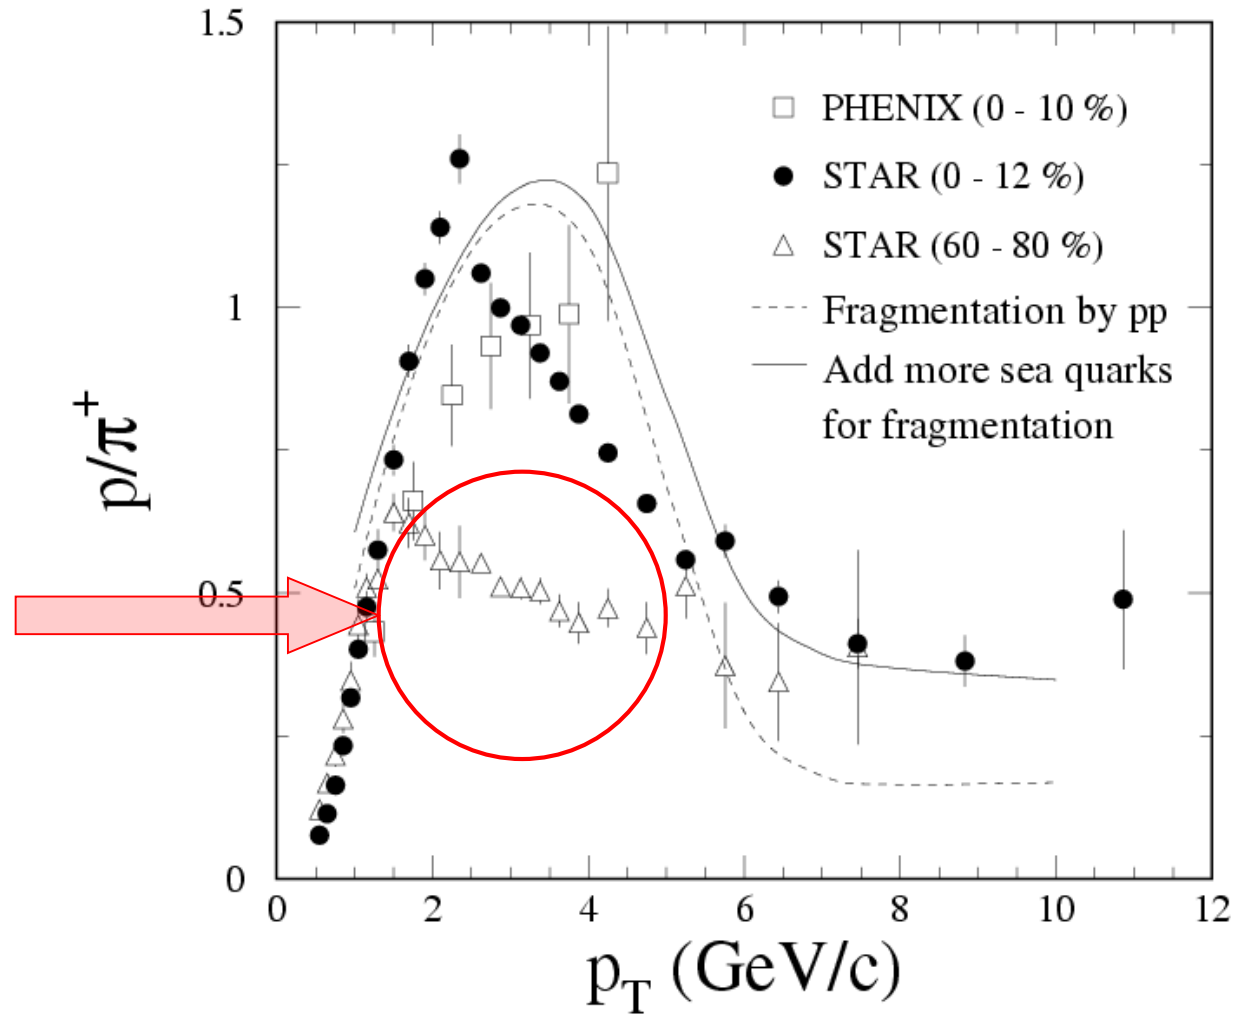 1.5
1
0.5
0
p/π⁺
PHENIX (0 - 10 %)
STAR (0 - 12 %)
STAR (60 - 80 %)
Fragmentation by pp
Add more sea quarks
for fragmentation
0 2 4 6 8 10 12
p_T (GeV/c)